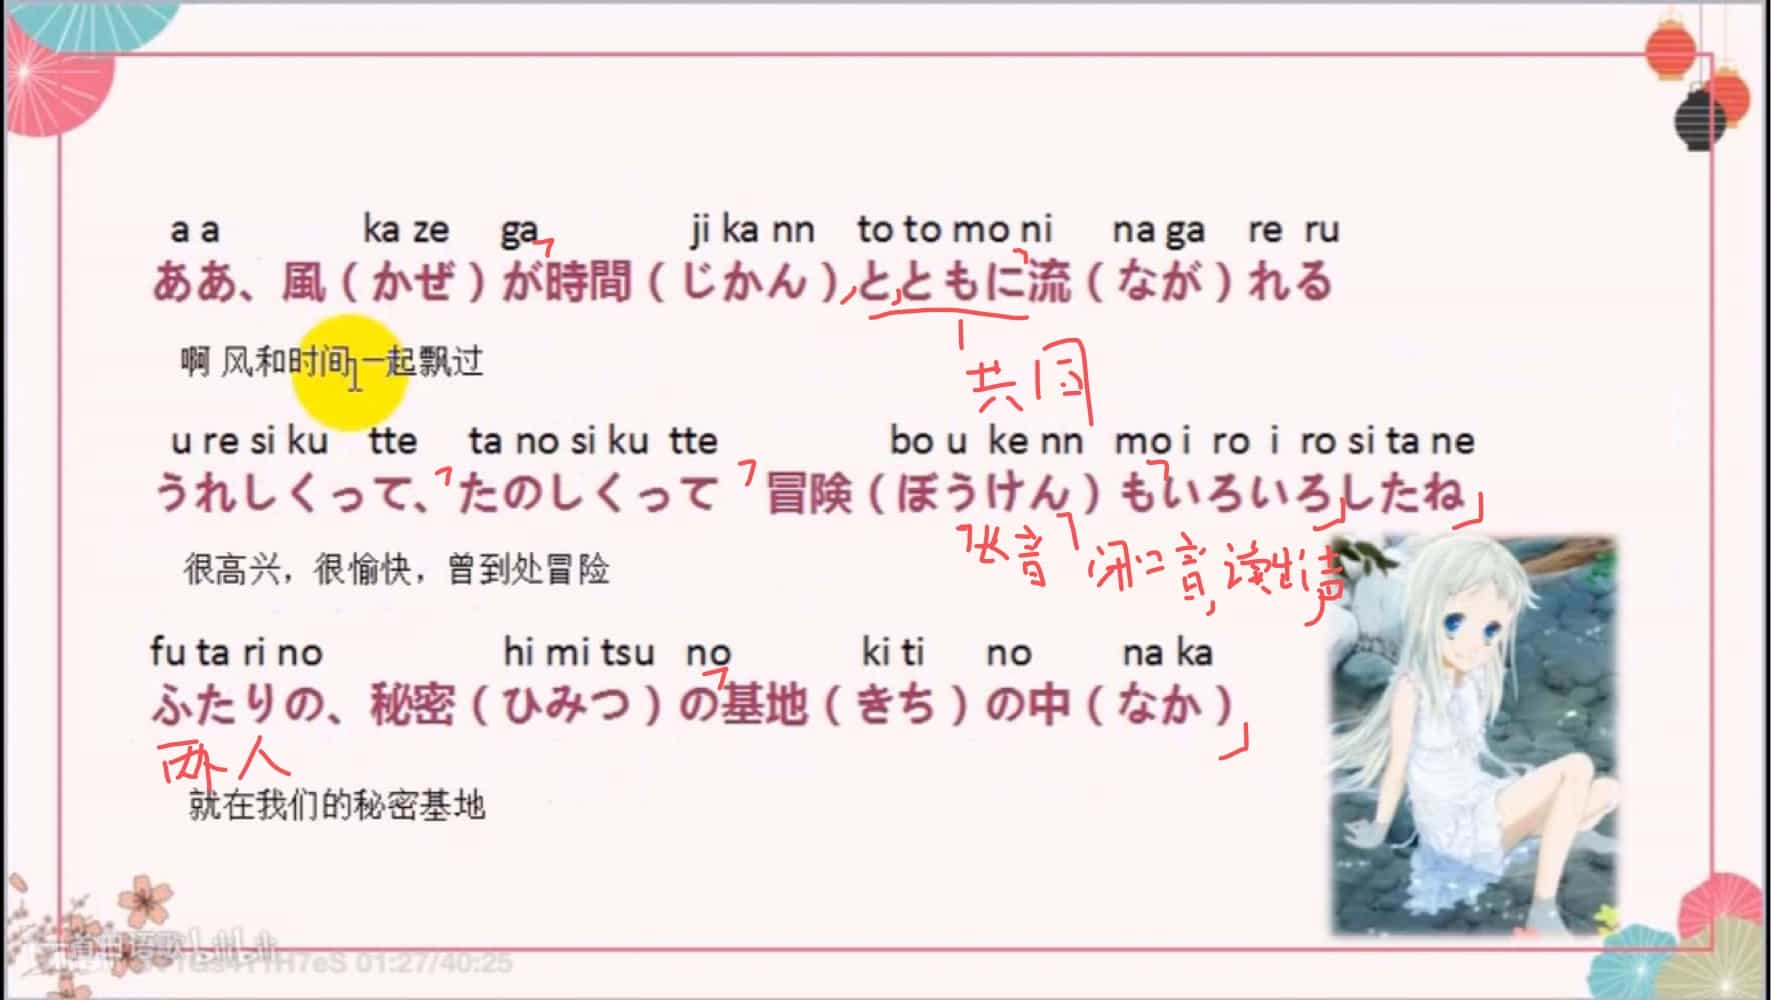 a a ka ze ga ji ka nn to to mo ni na ga re ru
ああ、風（かぜ）が時間（じかん）とともに流（なが）れる
共同
啊 风和时间一起飘过
u re si ku tte ta no si ku tte bo u ke nn mo i ro i ro si ta ne
うれしくって、たのしくって 冒険（ぼうけん）もいろいろしたね
长音 闭口音,读出声
很高兴，很愉快，曾到处冒险
fu ta ri no hi mi tsu no ki ti no na ka
ふたりの、秘密（ひみつ）の基地（きち）の中（なか）
两人
就在我们的秘密基地
01:27/40:25